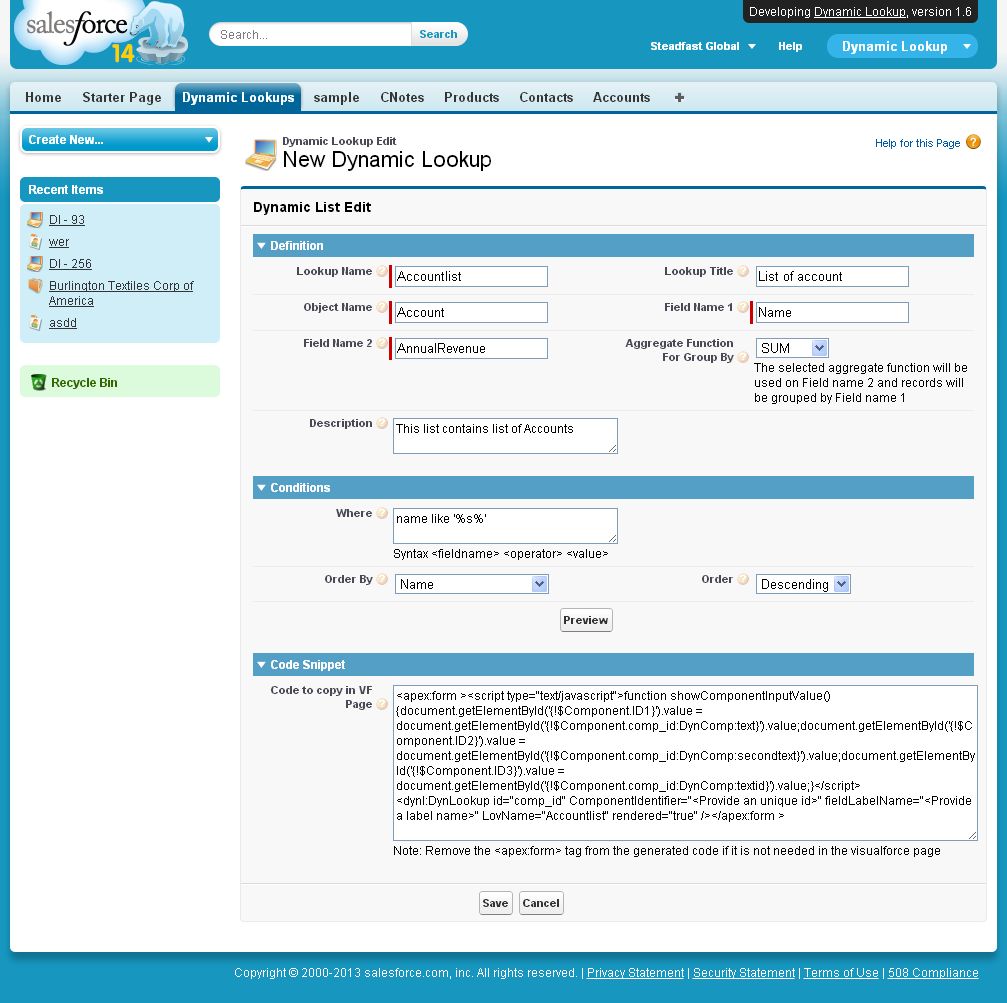 Developing Dynamic Lookup, version 1.6
salesforce
14
Search...
Search
Steadfast Global
Help
Dynamic Lookup
Home Starter Page Dynamic Lookups sample CNotes Products Contacts Accounts +
Create New...
Recent Items
DI - 93
wer
DI - 256
Burlington Textiles Corp of
America
asdd
Recycle Bin
Dynamic Lookup Edit
New Dynamic Lookup
Help for this Page ?
Dynamic List Edit
Definition
Lookup Name Accountlist Lookup Title List of account
Object Name Account Field Name 1 Name
Field Name 2 AnnualRevenue
Aggregate Function
For Group By
SUM
The selected aggregate function will be
used on Field name 2 and records will
be grouped by Field name 1
Description This list contains list of Accounts
Conditions
Where name like '%s%'
Syntax <fieldname> <operator> <value>
Order By Name Order Descending
Preview
Code Snippet
Code to copy in VF
Page
<apex:form ><script type="text/javascript">function showComponentInputValue()
{document.getElementById('{!$Component.ID1}').value =
document.getElementById('{!$Component.comp_id:DynComp:text}').value;document.getElementById('{!$C
omponent.ID2}').value =
document.getElementById('{!$Component.comp_id:DynComp:secondtext}').value;document.getElementBy
Id('{!$Component.ID3}').value =
document.getElementById('{!$Component.comp_id:DynComp:textid}').value;}</script>
<dynl:DynLookup id="comp_id" ComponentIdentifier="<Provide an unique id>" fieldLabelName="<Provide
a label name>" LovName="Accountlist" rendered="true" /></apex:form >
Note: Remove the <apex:form> tag from the generated code if it is not needed in the visualforce page
Save Cancel
Copyright © 2000-2013 salesforce.com, inc. All rights reserved. | Privacy Statement | Security Statement | Terms of Use | 508 Compliance